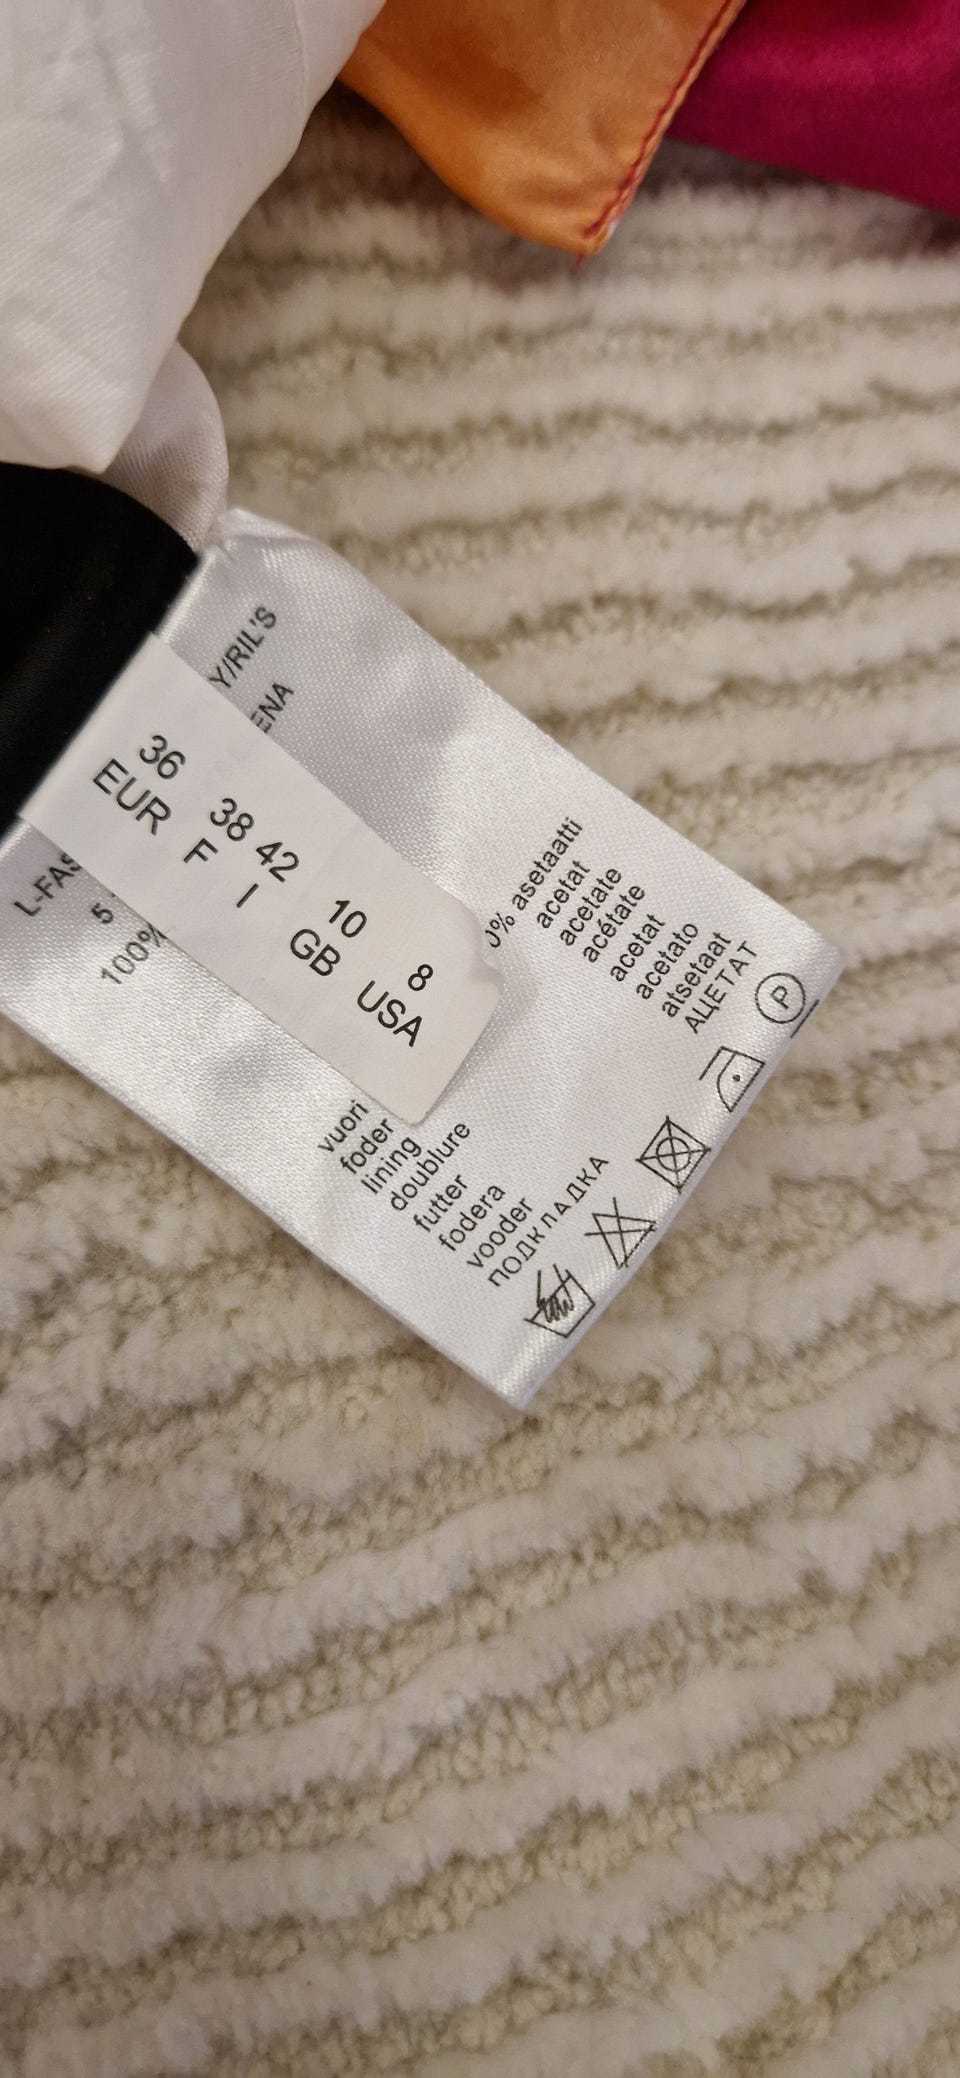 Y/RIL'S
ENA
L-FAS
5
100%
36 38 42 10 8
EUR F I GB USA
0% asetaatti
acetat
acetate
acétate
acetat
acetato
atsetaat
АЦЕТАТ
vuori
foder
lining
doublure
futter
fodera
vooder
ПОДКЛАДКА
P